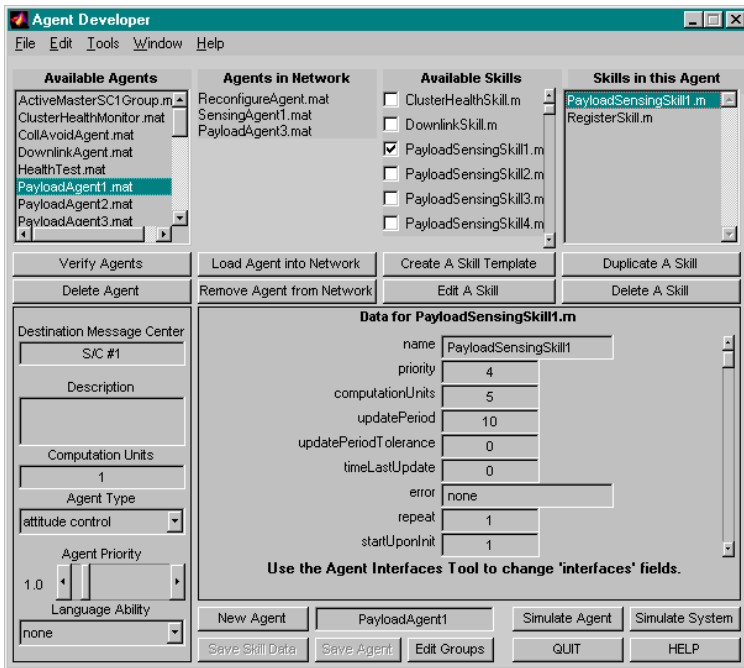 Agent Developer
File Edit Tools Window Help
Available Agents
ActiveMasterSC1Group.m
ClusterHealthMonitor.mat
CollAvoidAgent.mat
DownlinkAgent.mat
HealthTest.mat
PayloadAgent1.mat
PayloadAgent2.mat
PayloadAgent3.mat
Agents in Network
ReconfigureAgent.mat
SensingAgent1.mat
PayloadAgent3.mat
Available Skills
ClusterHealthSkill.m
DownlinkSkill.m
PayloadSensingSkill1.m
PayloadSensingSkill2.m
PayloadSensingSkill3.m
PayloadSensingSkill4.m
Skills in this Agent
PayloadSensingSkill1.m
RegisterSkill.m
Verify Agents
Load Agent into Network
Create A Skill Template
Duplicate A Skill
Delete Agent
Remove Agent from Network
Edit A Skill
Delete A Skill
Destination Message Center
S/C #1
Description
Computation Units
1
Agent Type
attitude control
Agent Priority
1.0
Language Ability
none
Data for PayloadSensingSkill1.m
name PayloadSensingSkill1
priority 4
computationUnits 5
updatePeriod 10
updatePeriodTolerance 0
timeLastUpdate 0
error none
repeat 1
startUponInit 1
Use the Agent Interfaces Tool to change 'interfaces' fields.
New Agent
PayloadAgent1
Simulate Agent
Simulate System
Save Skill Data
Save Agent
Edit Groups
QUIT
HELP